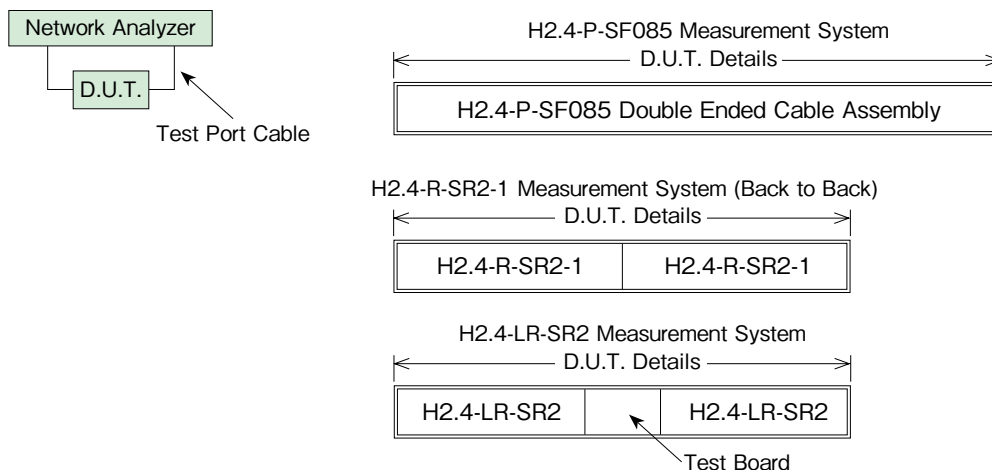 Network Analyzer
D.U.T.
Test Port Cable
H2.4-P-SF085 Measurement System
D.U.T. Details
H2.4-P-SF085 Double Ended Cable Assembly
H2.4-R-SR2-1 Measurement System (Back to Back)
D.U.T. Details
H2.4-R-SR2-1 H2.4-R-SR2-1
H2.4-LR-SR2 Measurement System
D.U.T. Details
H2.4-LR-SR2 H2.4-LR-SR2
Test Board